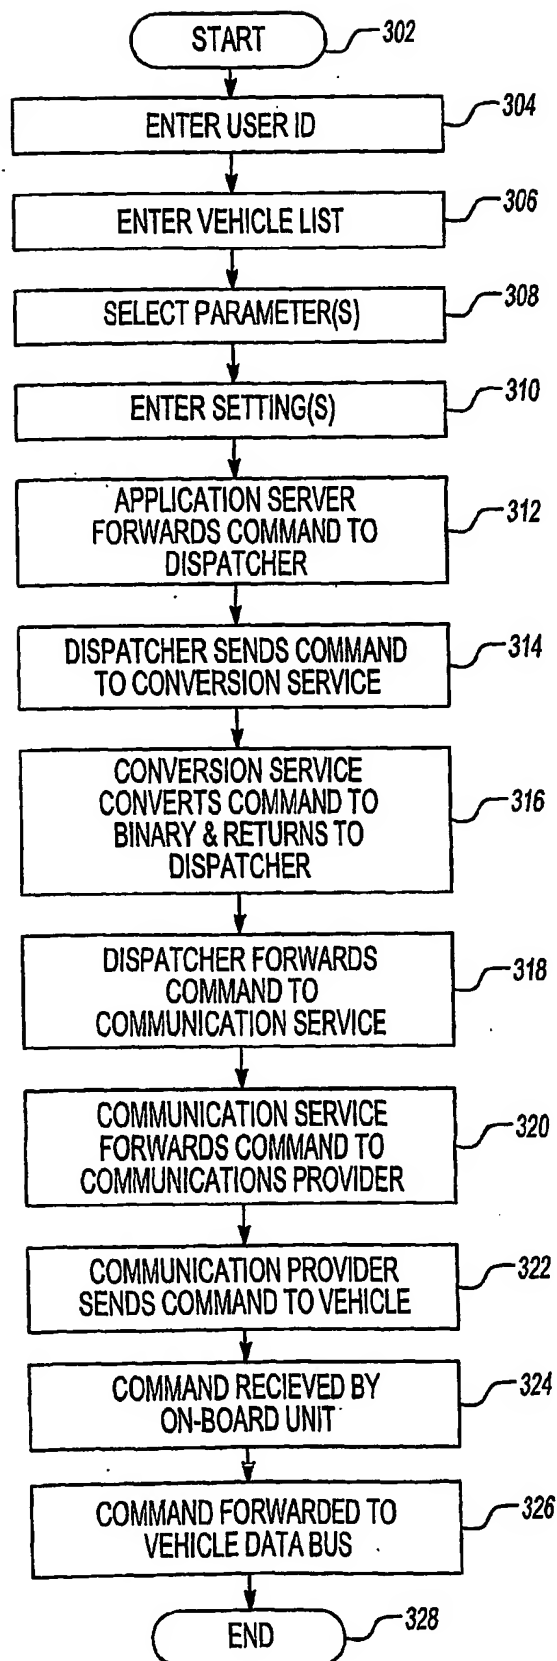 START
302
ENTER USER ID
304
ENTER VEHICLE LIST
306
SELECT PARAMETER(S)
308
ENTER SETTING(S)
310
APPLICATION SERVER
FORWARDS COMMAND TO
DISPATCHER
312
DISPATCHER SENDS COMMAND
TO CONVERSION SERVICE
314
CONVERSION SERVICE
CONVERTS COMMAND TO
BINARY & RETURNS TO
DISPATCHER
316
DISPATCHER FORWARDS
COMMAND TO
COMMUNICATION SERVICE
318
COMMUNICATION SERVICE
FORWARDS COMMAND TO
COMMUNICATIONS PROVIDER
320
COMMUNICATION PROVIDER
SENDS COMMAND TO VEHICLE
322
COMMAND RECIEVED BY
ON-BOARD UNIT
324
COMMAND FORWARDED TO
VEHICLE DATA BUS
326
END
328